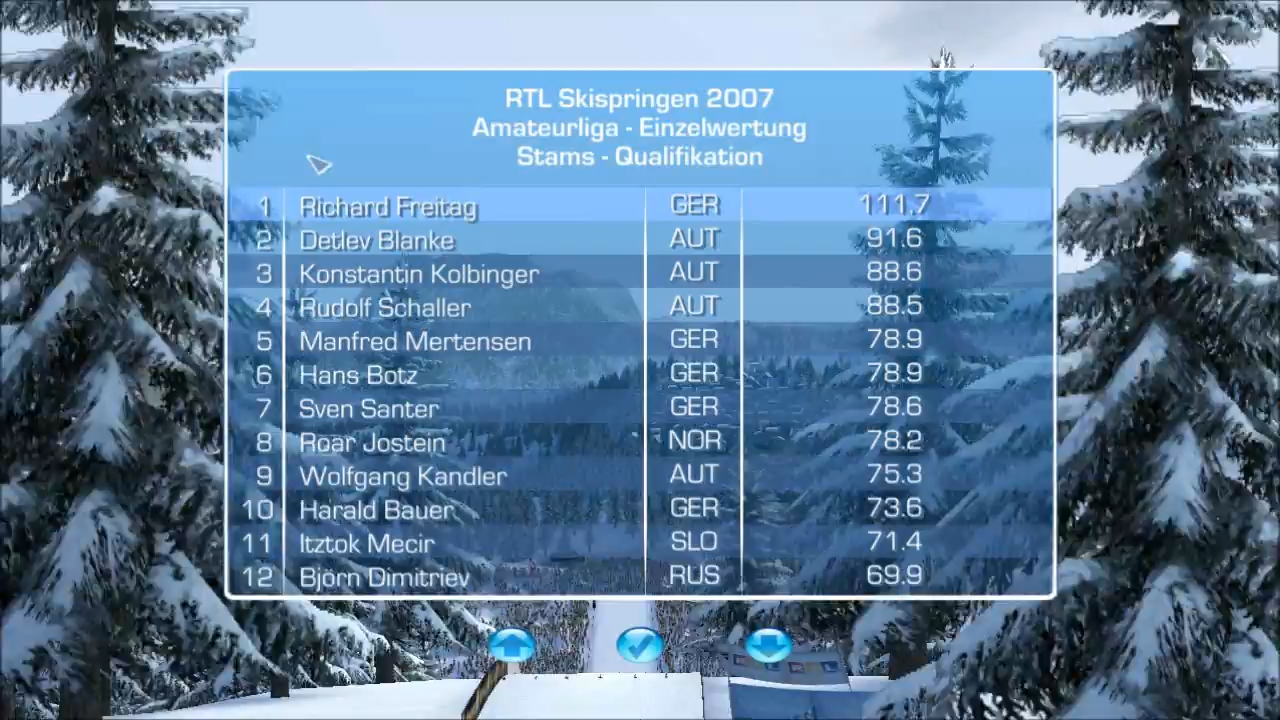 RTL Skispringen 2007
Amateurliga - Einzelwertung
Stams - Qualifikation
1 Richard Freitag GER 111.7
2 Detlev Blanke AUT 91.6
3 Konstantin Kolbinger AUT 88.6
4 Rudolf Schaller AUT 88.5
5 Manfred Mertensen GER 78.9
6 Hans Botz GER 78.9
7 Sven Santer GER 78.6
8 Roar Jostein NOR 78.2
9 Wolfgang Kandler AUT 75.3
10 Harald Bauer GER 73.6
11 Itztok Mecir SLO 71.4
12 Björn Dimitriev RUS 69.9